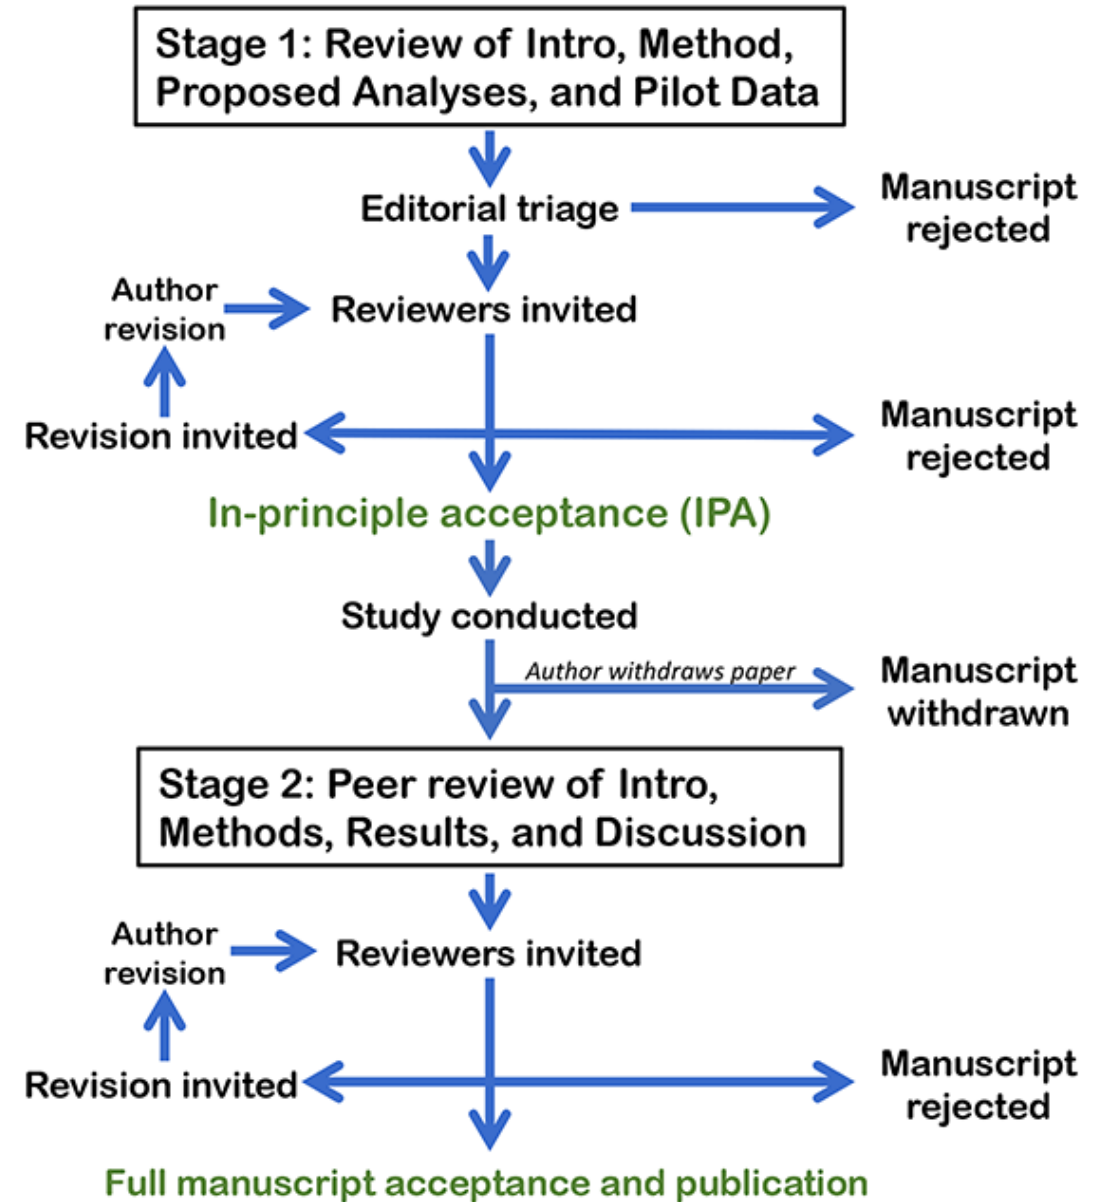 Stage 1: Review of Intro, Method,
Proposed Analyses, and Pilot Data
Editorial triage
Manuscript
rejected
Author
revision
Reviewers invited
Revision invited
Manuscript
rejected
In-principle acceptance (IPA)
Study conducted
Author withdraws paper
Manuscript
withdrawn
Stage 2: Peer review of Intro,
Methods, Results, and Discussion
Author
revision
Reviewers invited
Revision invited
Manuscript
rejected
Full manuscript acceptance and publication